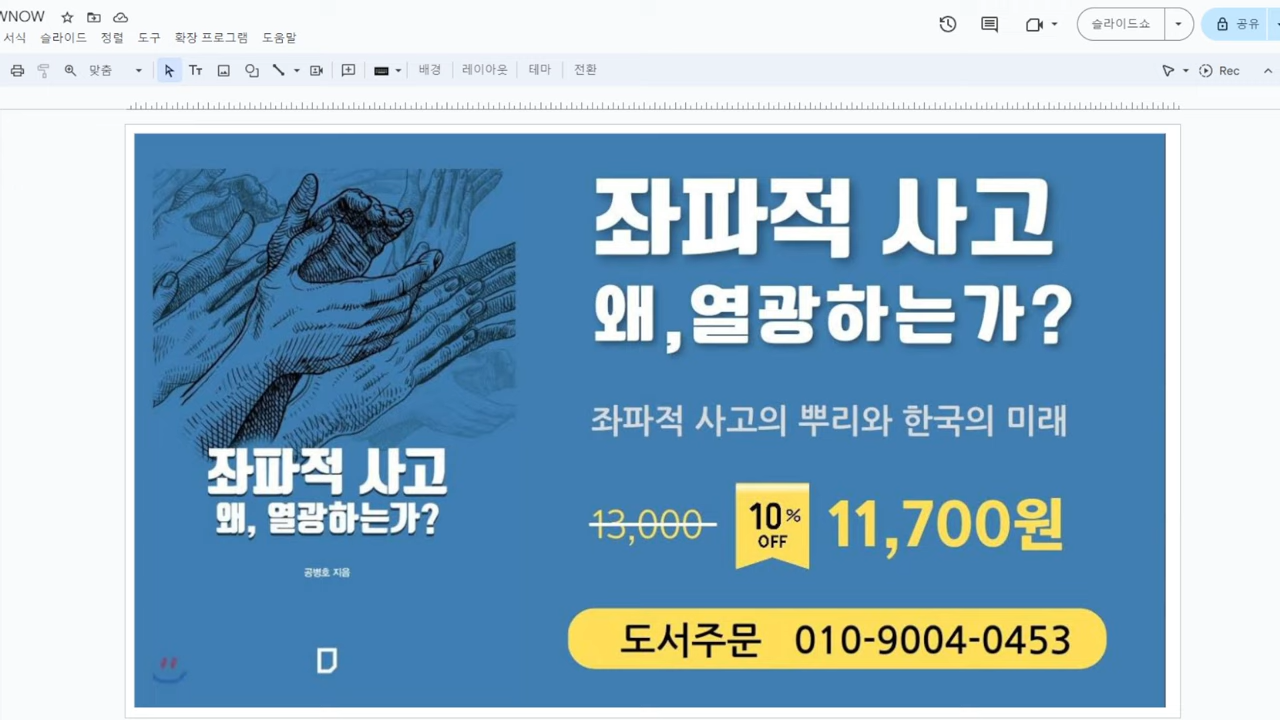 WNOW
서식 슬라이드 정렬 도구 확장 프로그램 도움말
슬라이드쇼
공유
맞춤
Tт
배경 레이아웃 테마 전환
Rec
좌파적 사고
왜, 열광하는가?
공병호 지음
좌파적 사고
왜,열광하는가?
좌파적 사고의 뿌리와 한국의 미래
13,000
10%
OFF
11,700원
도서주문 010-9004-0453